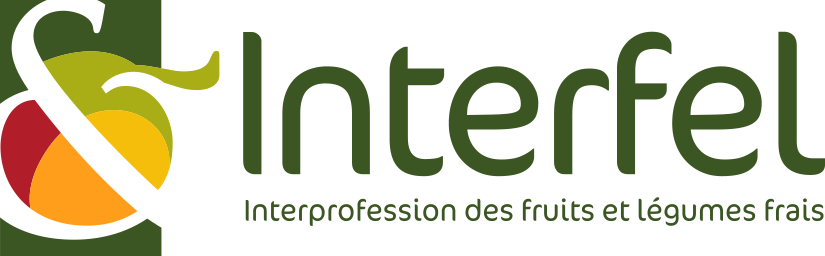 & Interfel
Interprofession des fruits et légumes frais